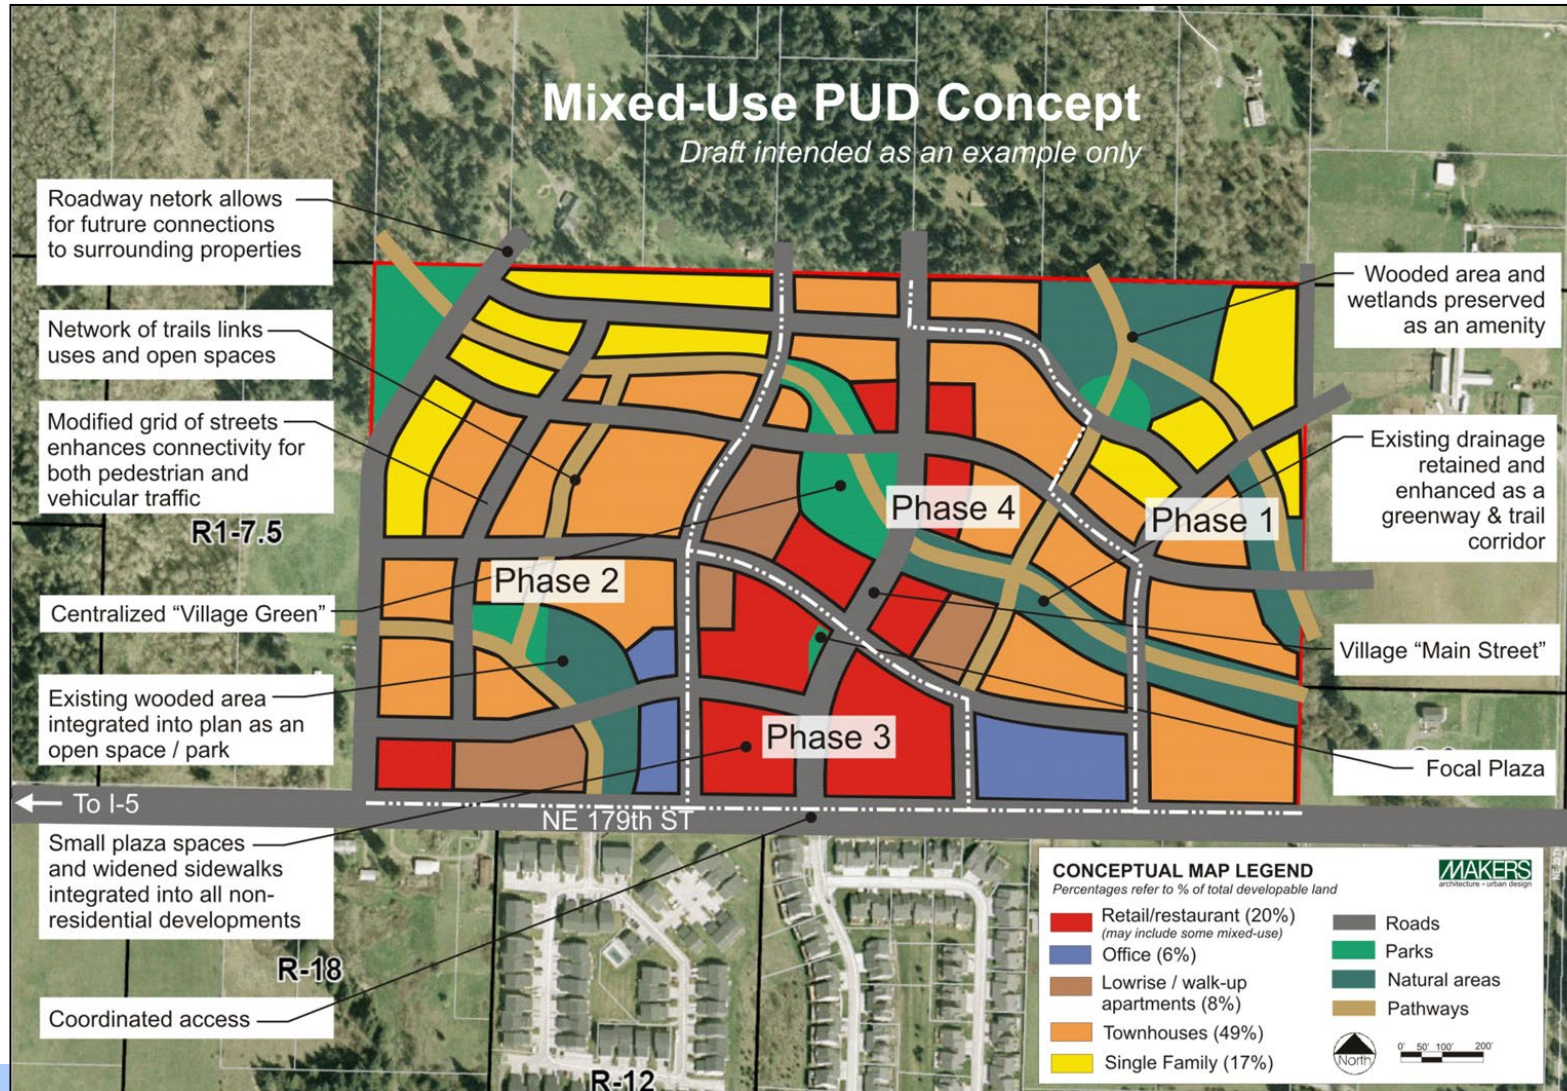 Mixed-Use PUD Concept
Draft intended as an example only
Roadway netork allows
for futrure connections
to surrounding properties
Network of trails links
uses and open spaces
Modified grid of streets
enhances connectivity for
both pedestrian and
vehicular traffic
R1-7.5
Centralized “Village Green”
Existing wooded area
integrated into plan as an
open space / park
To I-5
Small plaza spaces
and widened sidewalks
integrated into all non-
residential developments
R-18
Coordinated access
Phase 2
Phase 4
Phase 1
Phase 3
NE 179th ST
R-12
Wooded area and
wetlands preserved
as an amenity
Existing drainage
retained and
enhanced as a
greenway & trail
corridor
Village “Main Street”
Focal Plaza
CONCEPTUAL MAP LEGEND
Percentages refer to % of total developable land
MAKERS
architecture + urban design
Retail/restaurant (20%)
(may include some mixed-use)
Office (6%)
Lowrise / walk-up
apartments (8%)
Townhouses (49%)
Single Family (17%)
Roads
Parks
Natural areas
Pathways
North
0' 50' 100' 200'